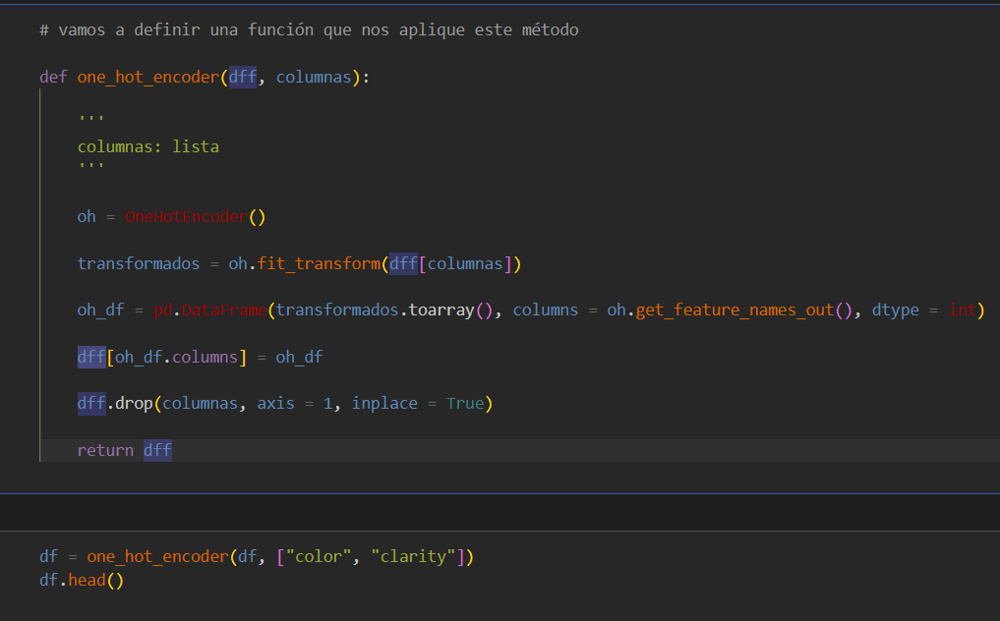 # vamos a definir una función que nos aplique este método
def one_hot_encoder(dff, columnas):
'''
columnas: lista
'''
oh = OneHotEncoder()
transformados = oh.fit_transform(dff[columnas])
oh_df = pd.DataFrame(transformados.toarray(), columns = oh.get_feature_names_out(), dtype = int)
dff[oh_df.columns] = oh_df
dff.drop(columnas, axis = 1, inplace = True)
return dff
df = one_hot_encoder(df, ["color", "clarity"])
df.head()